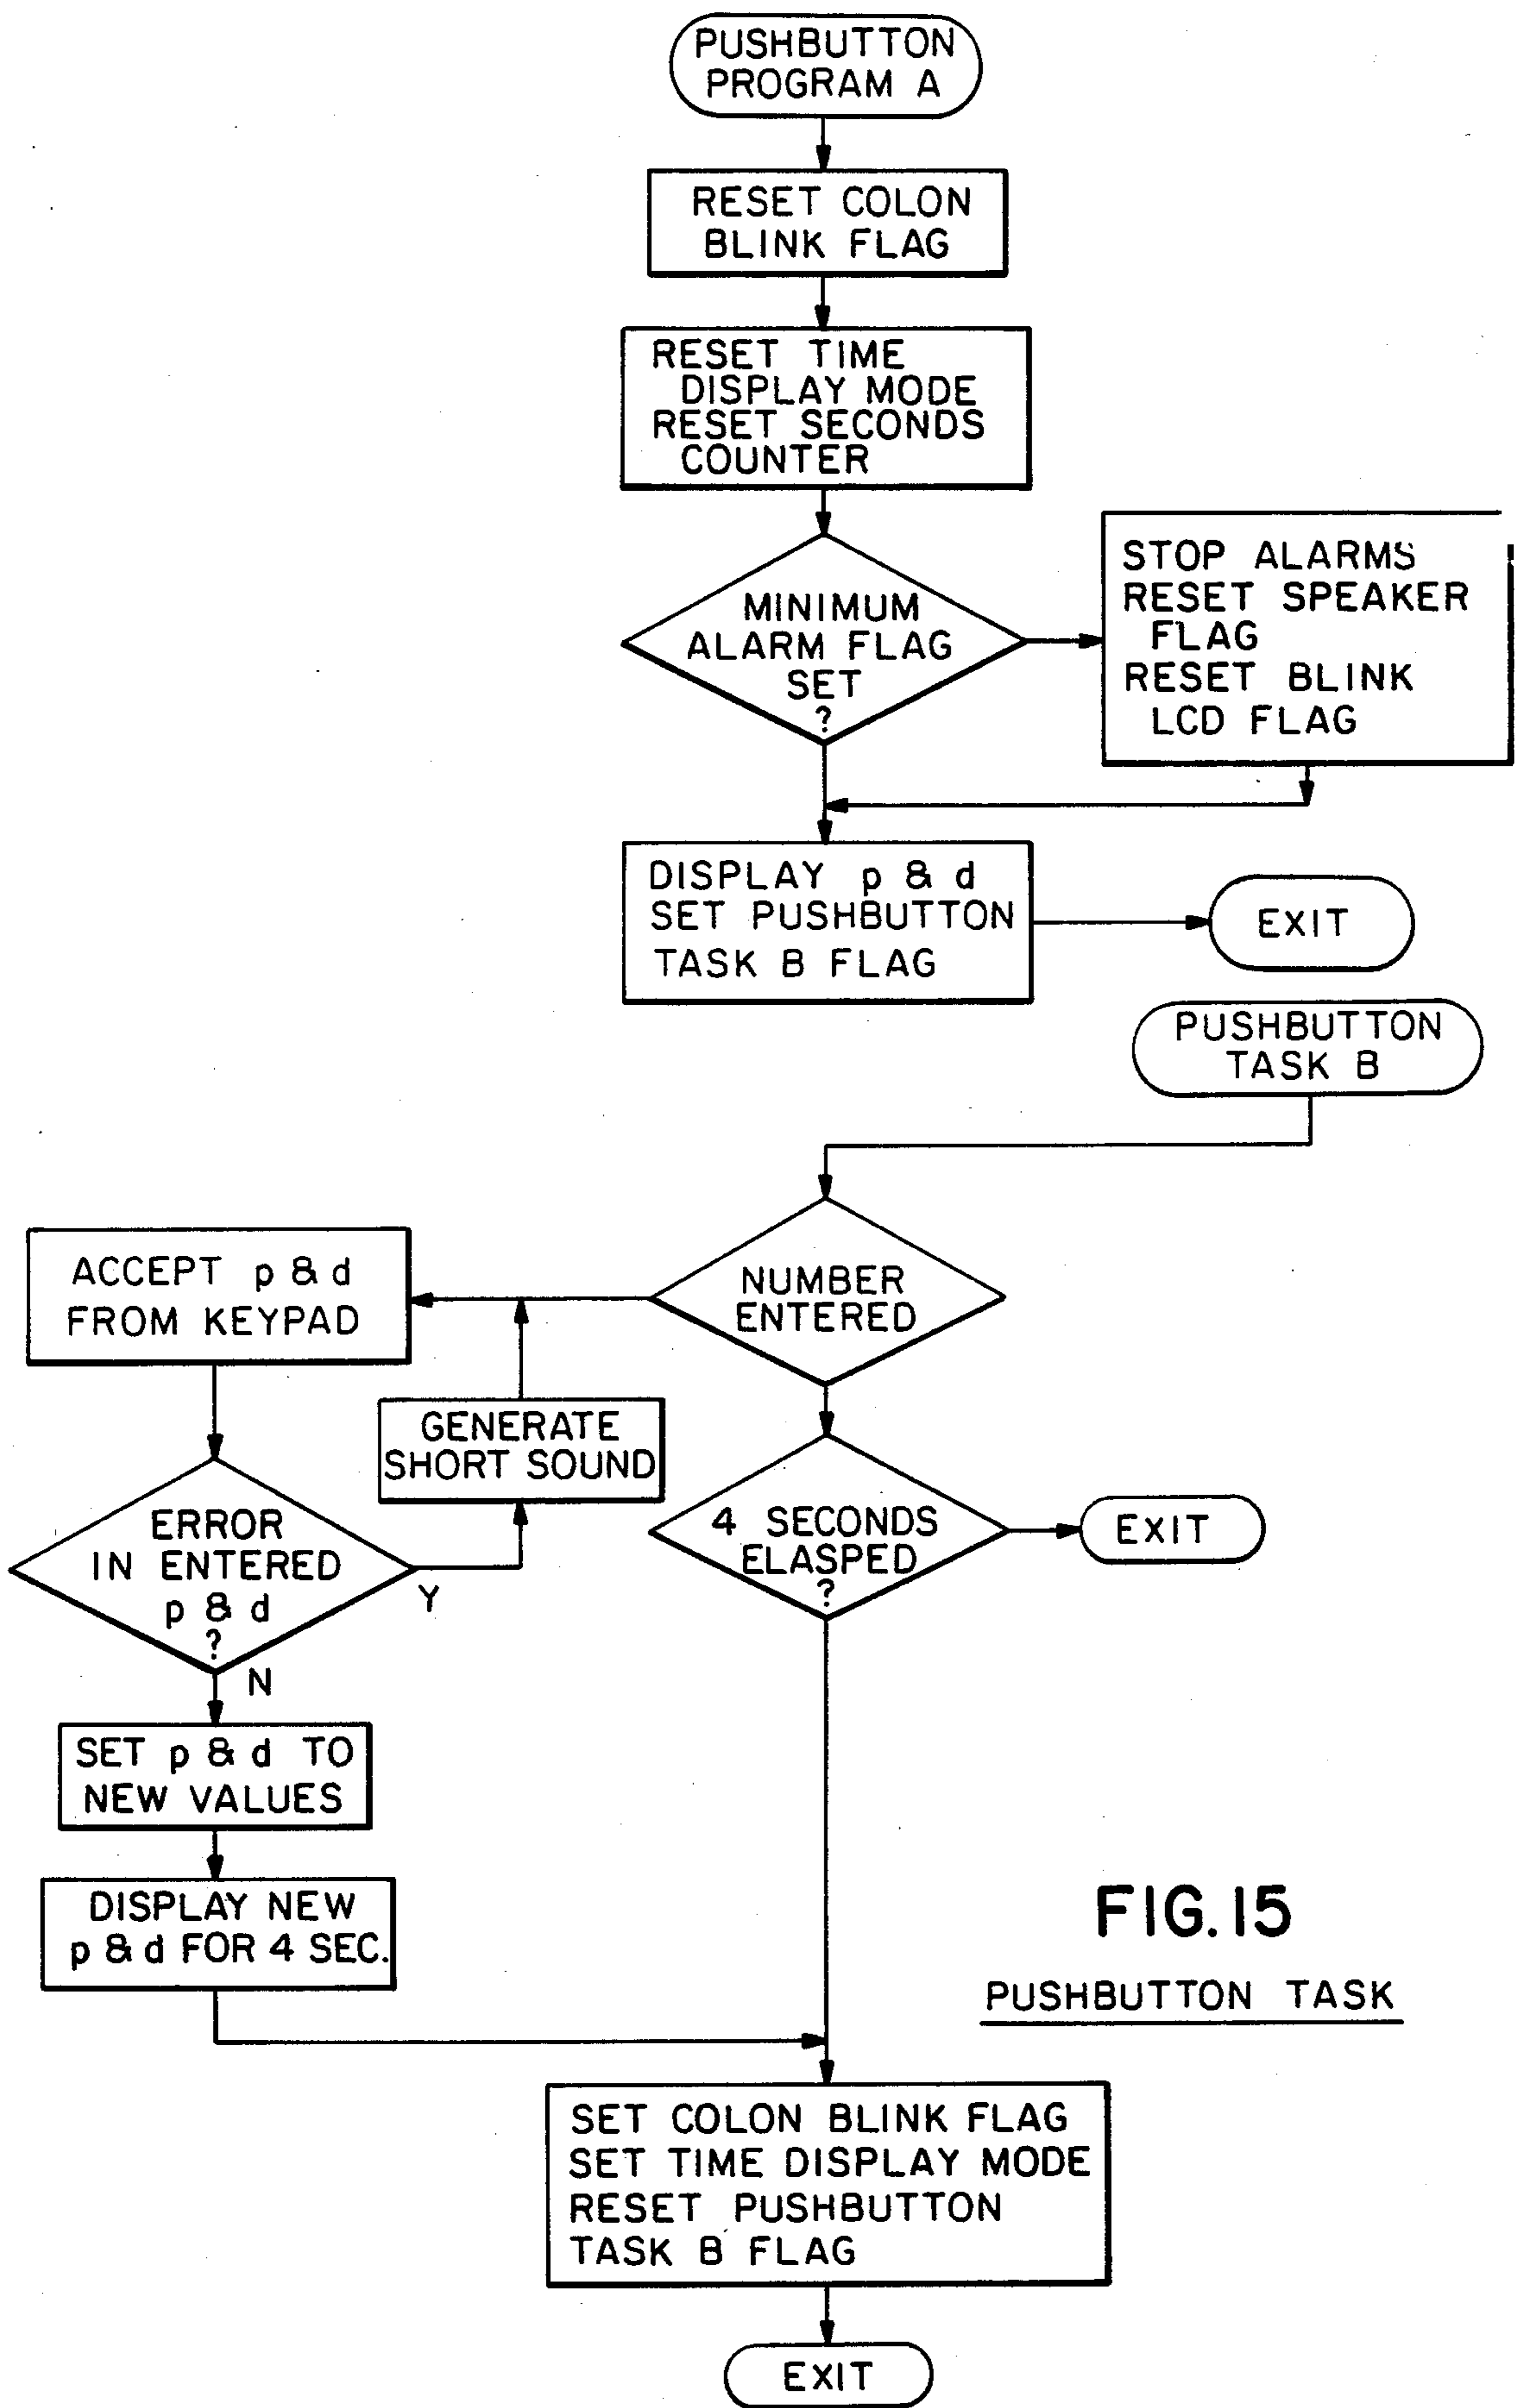 PUSHBUTTON
PROGRAM A
RESET COLON
BLINK FLAG
RESET TIME
DISPLAY MODE
RESET SECONDS
COUNTER
MINIMUM
ALARM FLAG
SET
?
STOP ALARMS
RESET SPEAKER
FLAG
RESET BLINK
LCD FLAG
DISPLAY p & d
SET PUSHBUTTON
TASK B FLAG
EXIT
PUSHBUTTON
TASK B
NUMBER
ENTERED
ACCEPT p & d
FROM KEYPAD
GENERATE
SHORT SOUND
ERROR
IN ENTERED
p & d
?
Y
N
4 SECONDS
ELASPED
?
EXIT
SET p & d TO
NEW VALUES
DISPLAY NEW
p & d FOR 4 SEC.
FIG. 15
PUSHBUTTON TASK
SET COLON BLINK FLAG
SET TIME DISPLAY MODE
RESET PUSHBUTTON
TASK B FLAG
EXIT